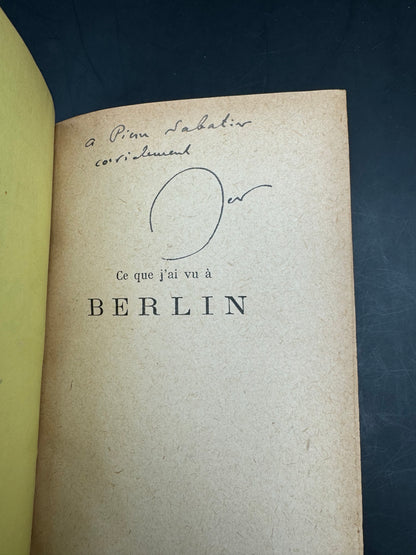 a Pierre Sabatier
cordialement
Ce que j'ai vu à
BERLIN